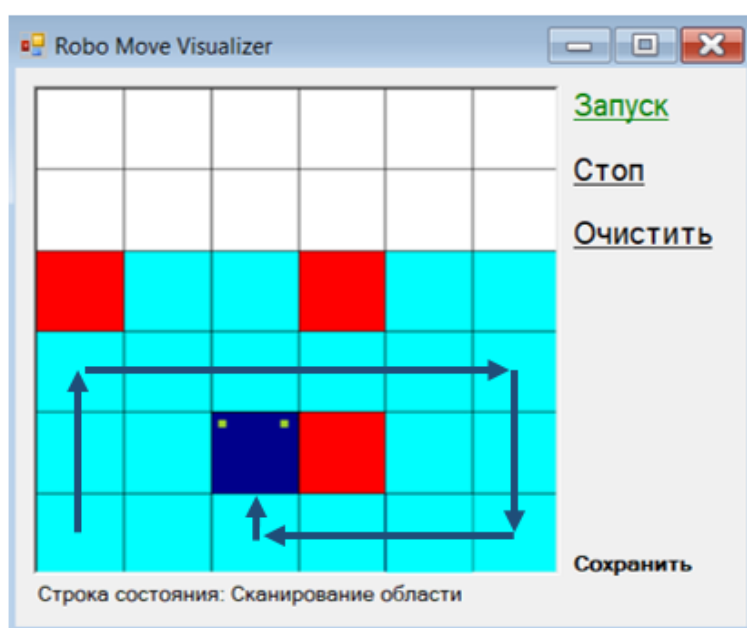 Robo Move Visualizer
Запуск
Стоп
Очистить
Сохранить
Строка состояния: Сканирование области